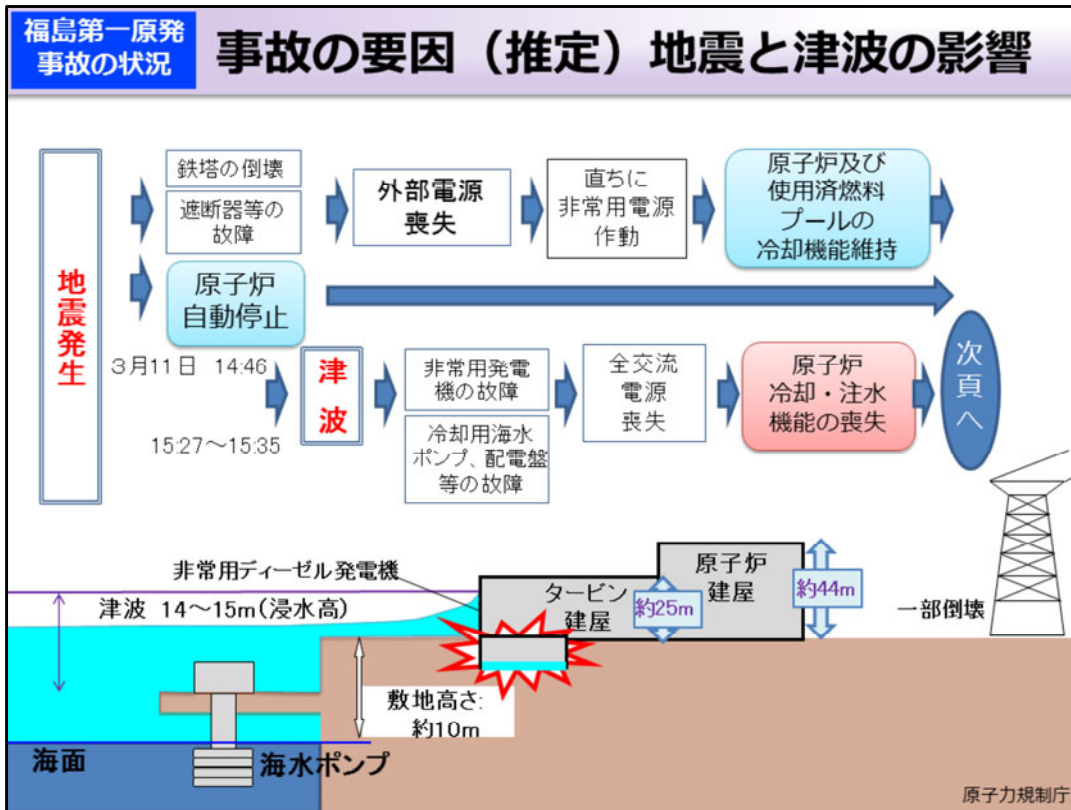 福島第一原発
事故の状況
事故の要因（推定）地震と津波の影響
地震発生
鉄塔の倒壊
遮断器等の
故障
外部電源
喪失
直ちに
非常用電源
作動
原子炉及び
使用済燃料
プールの
冷却機能維持
原子炉
自動停止
３月11日　14:46
津
波
15:27～15:35
非常用発電
機の故障
冷却用海水
ポンプ、配電盤
等の故障
全交流
電源
喪失
原子炉
冷却・注水
機能の喪失
次頁へ
非常用ディーゼル発電機
津波 14～15m(浸水高)
タービン
建屋
約25m
原子炉
建屋
約44m
一部倒壊
敷地高さ:
約10m
海面
海水ポンプ
原子力規制庁